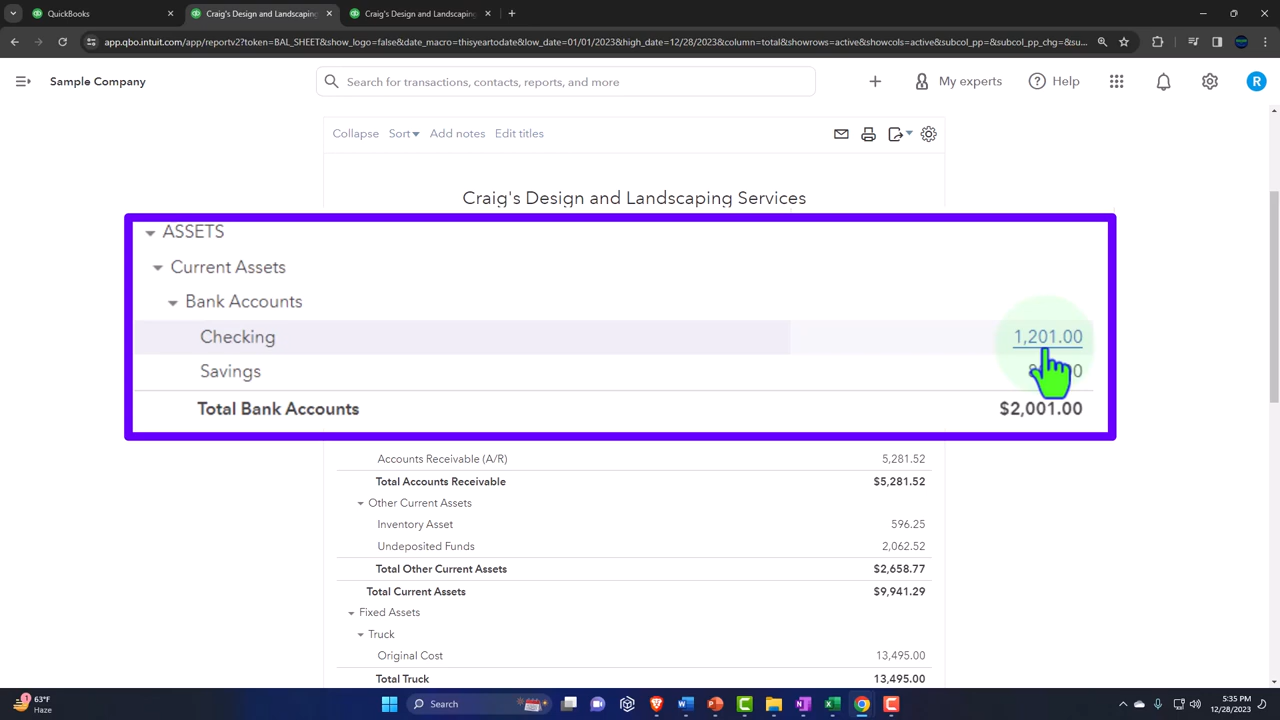 QuickBooks
Craig's Design and Landscaping
Craig's Design and Landscaping
app.qbo.intuit.com/app/reportv2?token=BAL_SHEET&show_logo=false&date_macro=thisyeartodate&low_date=01/01/2023&high_date=12/28/2023&column=total&showrows=active&showcols=active&subcol_pp=&subcol_pp_chg=&su...
Sample Company
Search for transactions, contacts, reports, and more
My experts
Help
R
Collapse
Sort
Add notes
Edit titles
Craig's Design and Landscaping Services
ASSETS
Current Assets
Bank Accounts
Checking 1,201.00
Savings
Total Bank Accounts $2,001.00
Accounts Receivable (A/R) 5,281.52
Total Accounts Receivable $5,281.52
Other Current Assets
Inventory Asset 596.25
Undeposited Funds 2,062.52
Total Other Current Assets $2,658.77
Total Current Assets $9,941.29
Fixed Assets
Truck
Original Cost 13,495.00
Total Truck 13,495.00
1
63°F
Haze
Search
5:35 PM
12/28/2023